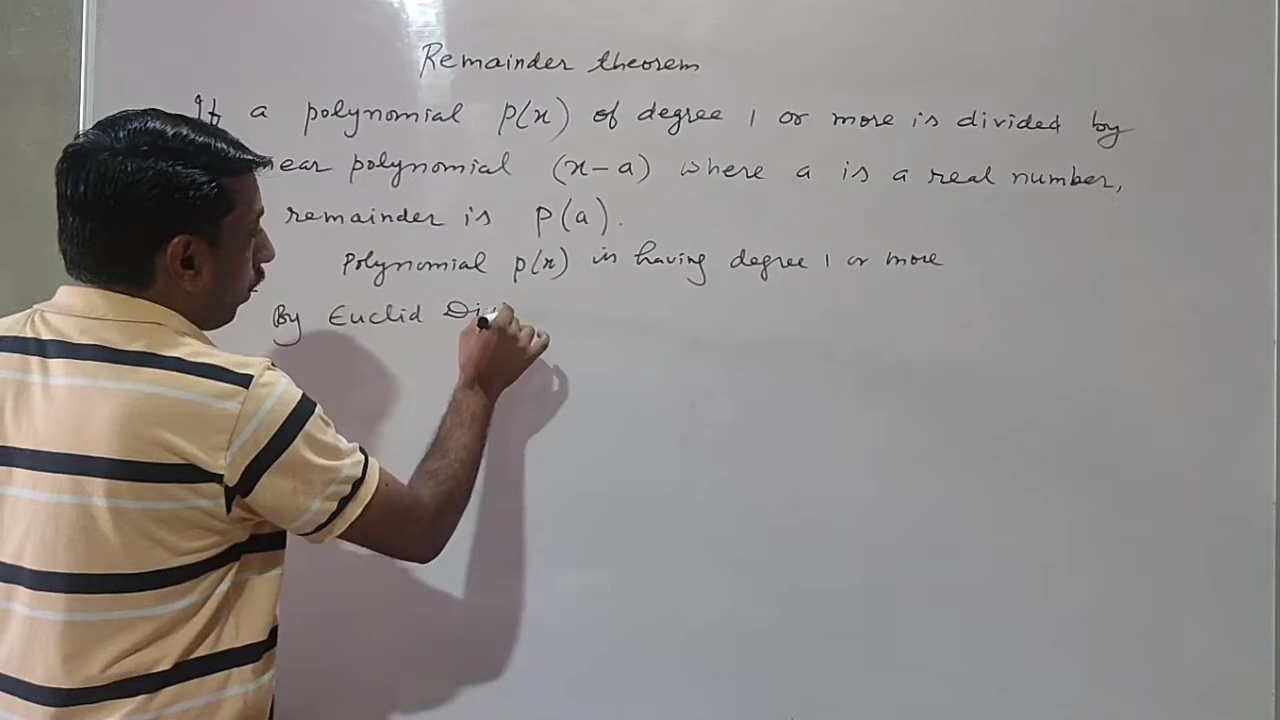 Remainder theorem
If a polynomial p(x) of degree 1 or more is divided by
near polynomial (x-a) where a is a real number,
remainder is p(a).
polynomial p(x) is having degree 1 or more
By Euclid Di